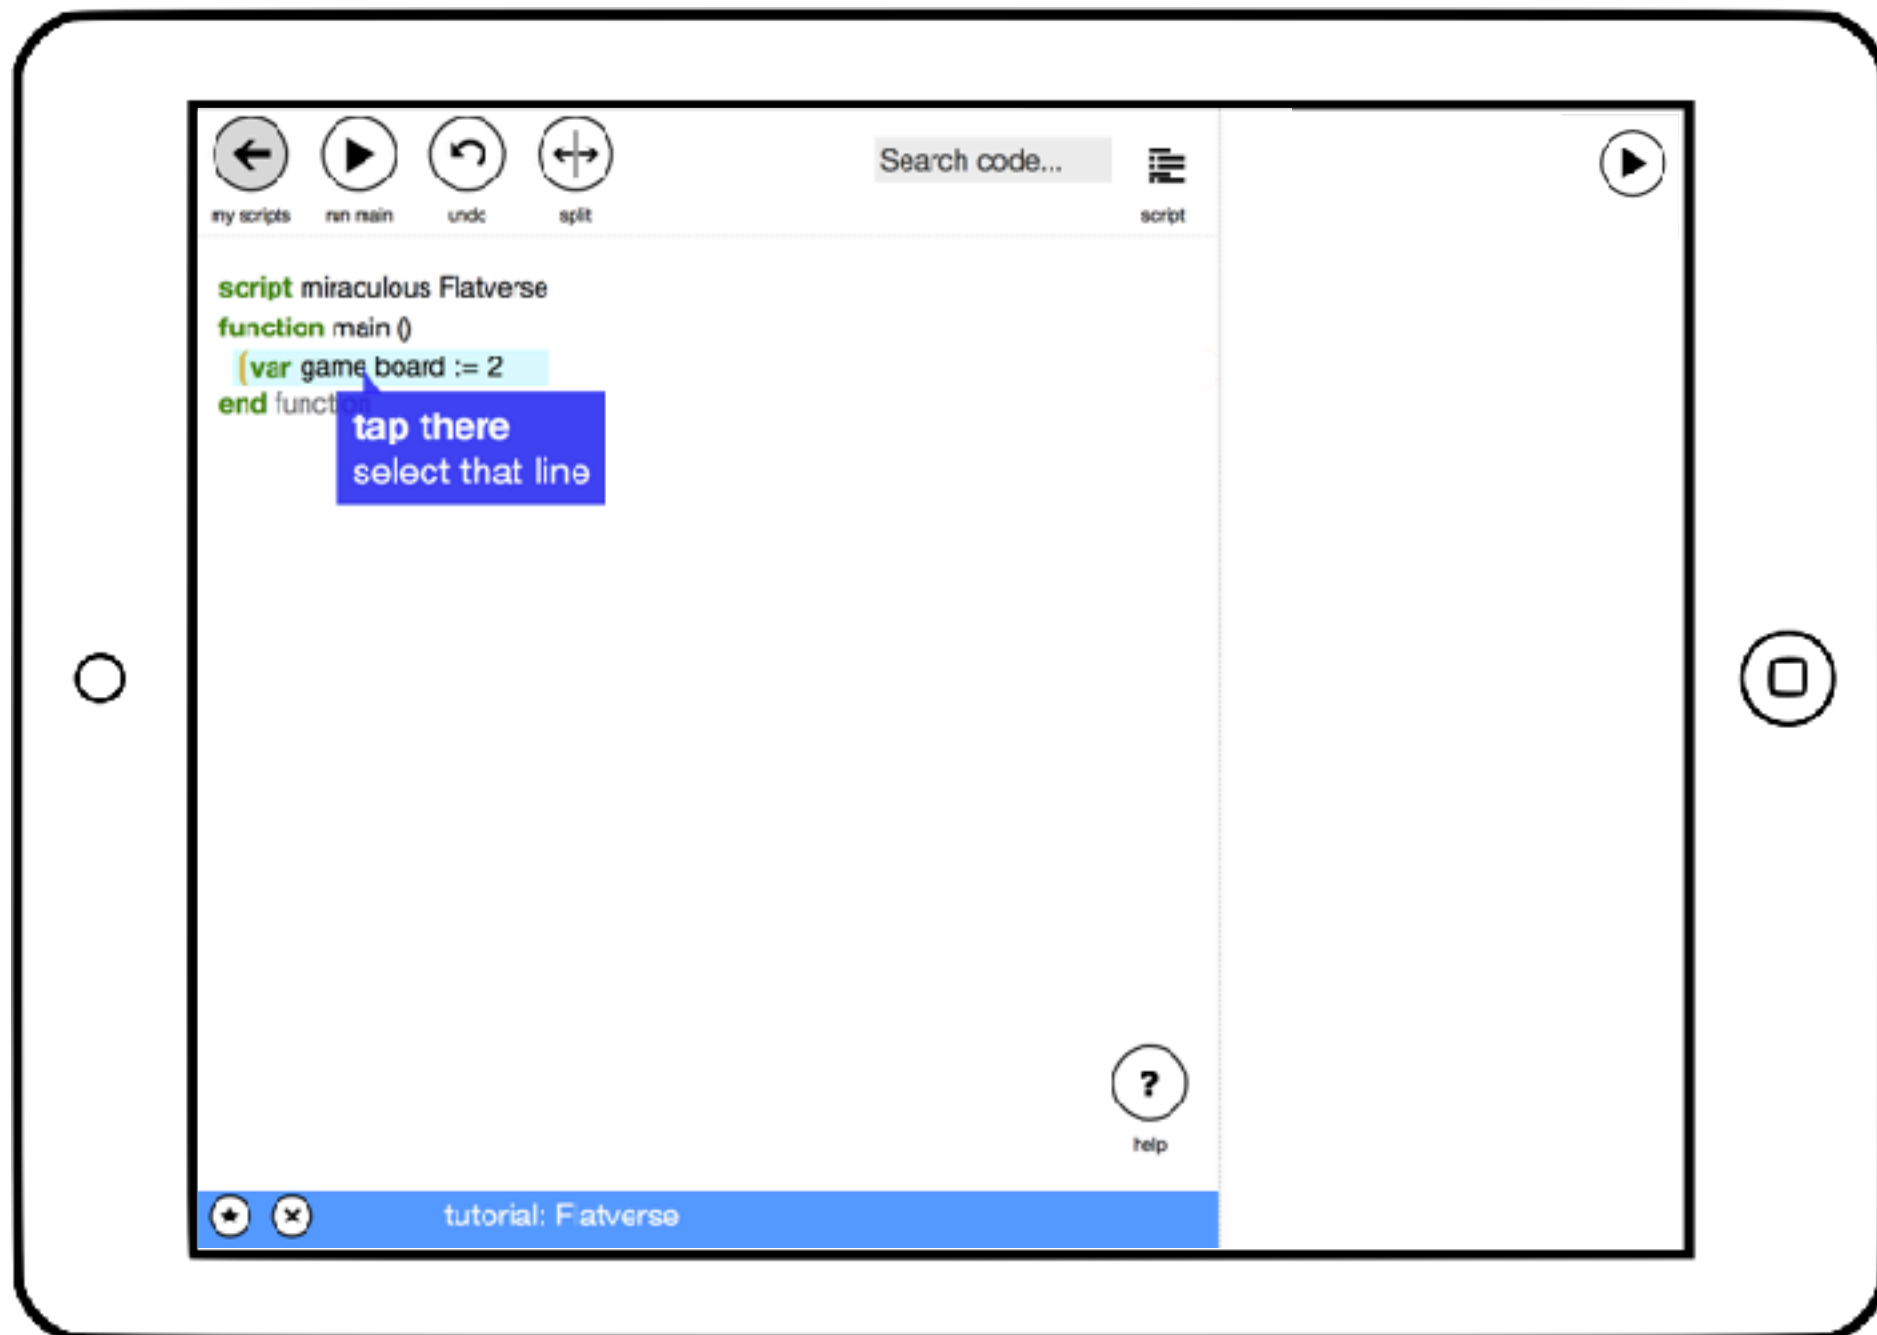 my scripts run main undo split
Search code...
script
script miraculous Flatverse
function main ()
var game board := 2
end function
tap there
select that line
?
help
tutorial: Flatverse